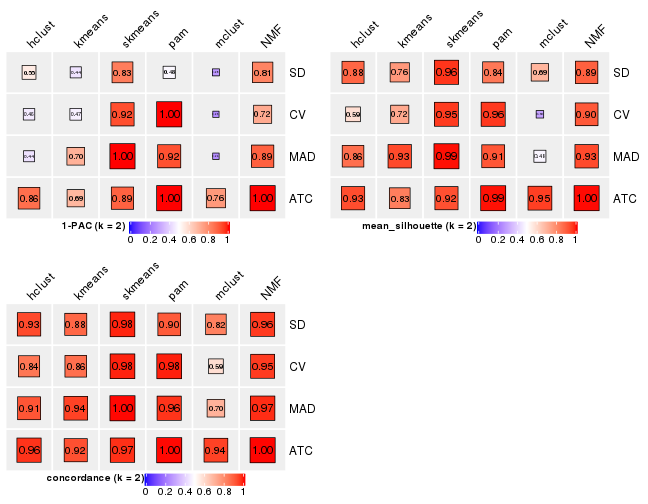 hclust kmeans skmeans pam mclust NMF
0.55 0.44 0.83 0.48 0.81 SD
0.46 0.47 0.92 1.00 0.72 CV
0.44 0.70 1.00 0.92 0.89 MAD
0.86 0.69 0.89 1.00 0.76 1.00 ATC
1-PAC (k = 2)
0 0.2 0.4 0.6 0.8 1
hclust kmeans skmeans pam mclust NMF
0.88 0.76 0.96 0.84 0.69 0.89 SD
0.59 0.72 0.95 0.96 0.90 CV
0.86 0.93 0.99 0.91 0.48 0.93 MAD
0.93 0.83 0.92 0.99 0.95 1.00 ATC
mean_silhouette (k = 2)
0 0.2 0.4 0.6 0.8 1
hclust kmeans skmeans pam mclust NMF
0.93 0.88 0.98 0.90 0.82 0.96 SD
0.84 0.86 0.98 0.98 0.59 0.95 CV
0.91 0.94 1.00 0.96 0.70 0.97 MAD
0.96 0.92 0.97 1.00 0.94 1.00 ATC
concordance (k = 2)
0 0.2 0.4 0.6 0.8 1